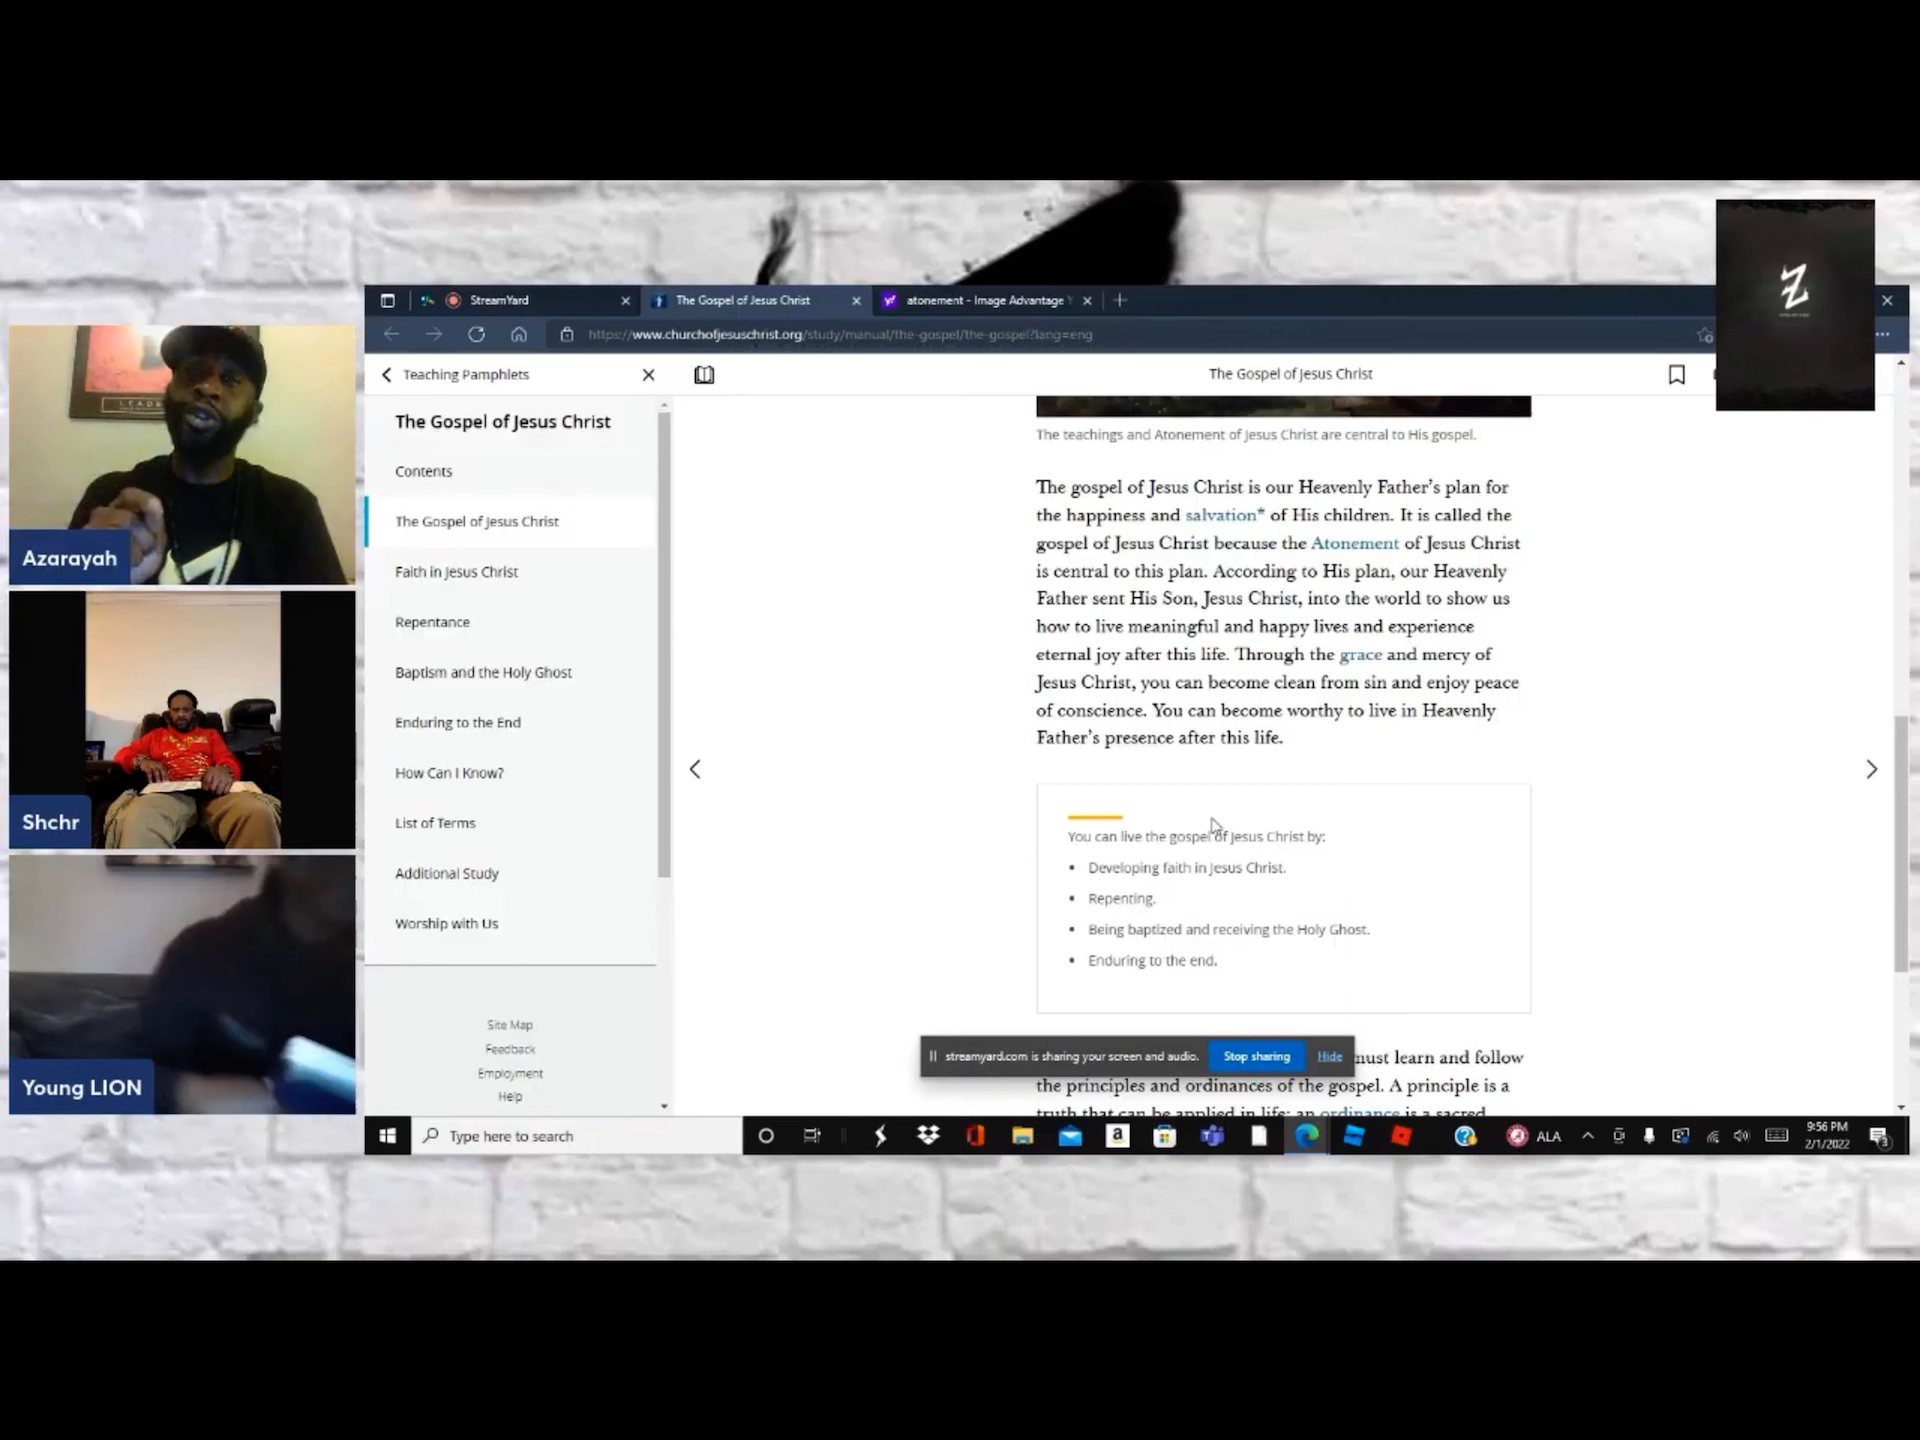 StreamYard
The Gospel of Jesus Christ
atonement - Image Advantage
https://www.churchofjesuschrist.org/study/manual/the-gospel/the-gospel?lang=eng
Teaching Pamphlets
The Gospel of Jesus Christ
The Gospel of Jesus Christ
Contents
The Gospel of Jesus Christ
Faith in Jesus Christ
Repentance
Baptism and the Holy Ghost
Enduring to the End
How Can I Know?
List of Terms
Additional Study
Worship with Us
Site Map
Feedback
Employment
Help
The teachings and Atonement of Jesus Christ are central to His gospel.
The gospel of Jesus Christ is our Heavenly Father's plan for
the happiness and salvation* of His children. It is called the
gospel of Jesus Christ because the Atonement of Jesus Christ
is central to this plan. According to His plan, our Heavenly
Father sent His Son, Jesus Christ, into the world to show us
how to live meaningful and happy lives and experience
eternal joy after this life. Through the grace and mercy of
Jesus Christ, you can become clean from sin and enjoy peace
of conscience. You can become worthy to live in Heavenly
Father's presence after this life.
You can live the gospel of Jesus Christ by:
• Developing faith in Jesus Christ.
• Repenting.
• Being baptized and receiving the Holy Ghost.
• Enduring to the end.
must learn and follow
the principles and ordinances of the gospel. A principle is a
truth that can be applied in life; an ordinance is a sacred
streamyard.com is sharing your screen and audio.
Stop sharing
Hide
Azarayah
Shchr
Young LION
Type here to search
ALA
9:56 PM
2/1/2022
3